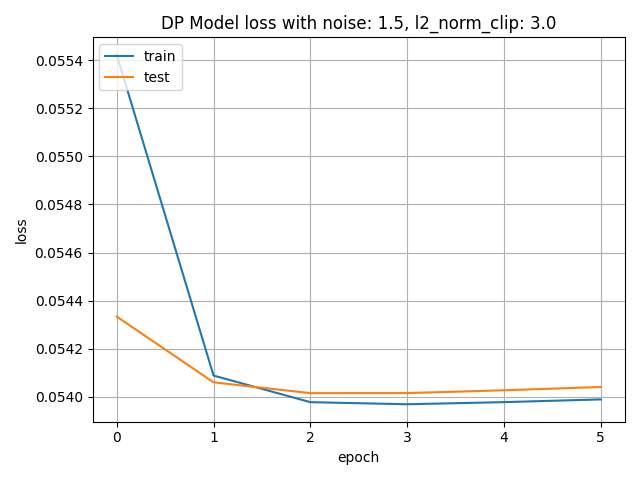 DP Model loss with noise: 1.5, l2_norm_clip: 3.0
train
test
0.0554
0.0552
0.0550
0.0548
0.0546
0.0544
0.0542
0.0540
loss
0 1 2 3 4 5
epoch